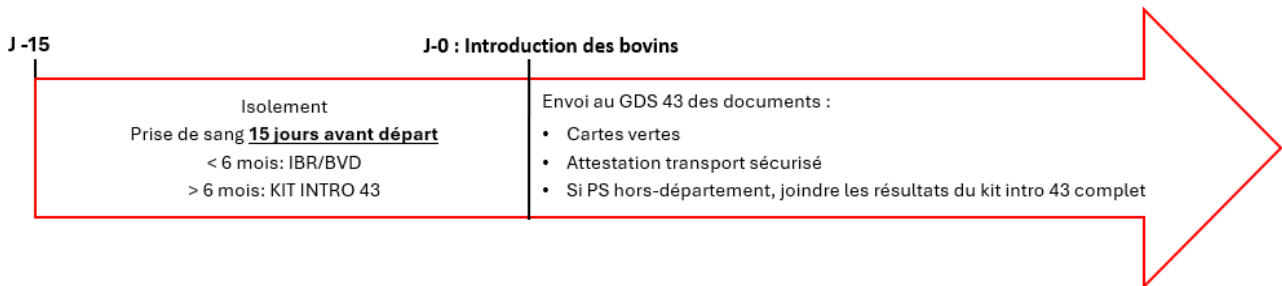 J -15
J-0 : Introduction des bovins
Isolement
Prise de sang 15 jours avant départ
< 6 mois: IBR/BVD
> 6 mois: KIT INTRO 43
Envoi au GDS 43 des documents :
• Cartes vertes
• Attestation transport sécurisé
• Si PS hors-département, joindre les résultats du kit intro 43 complet